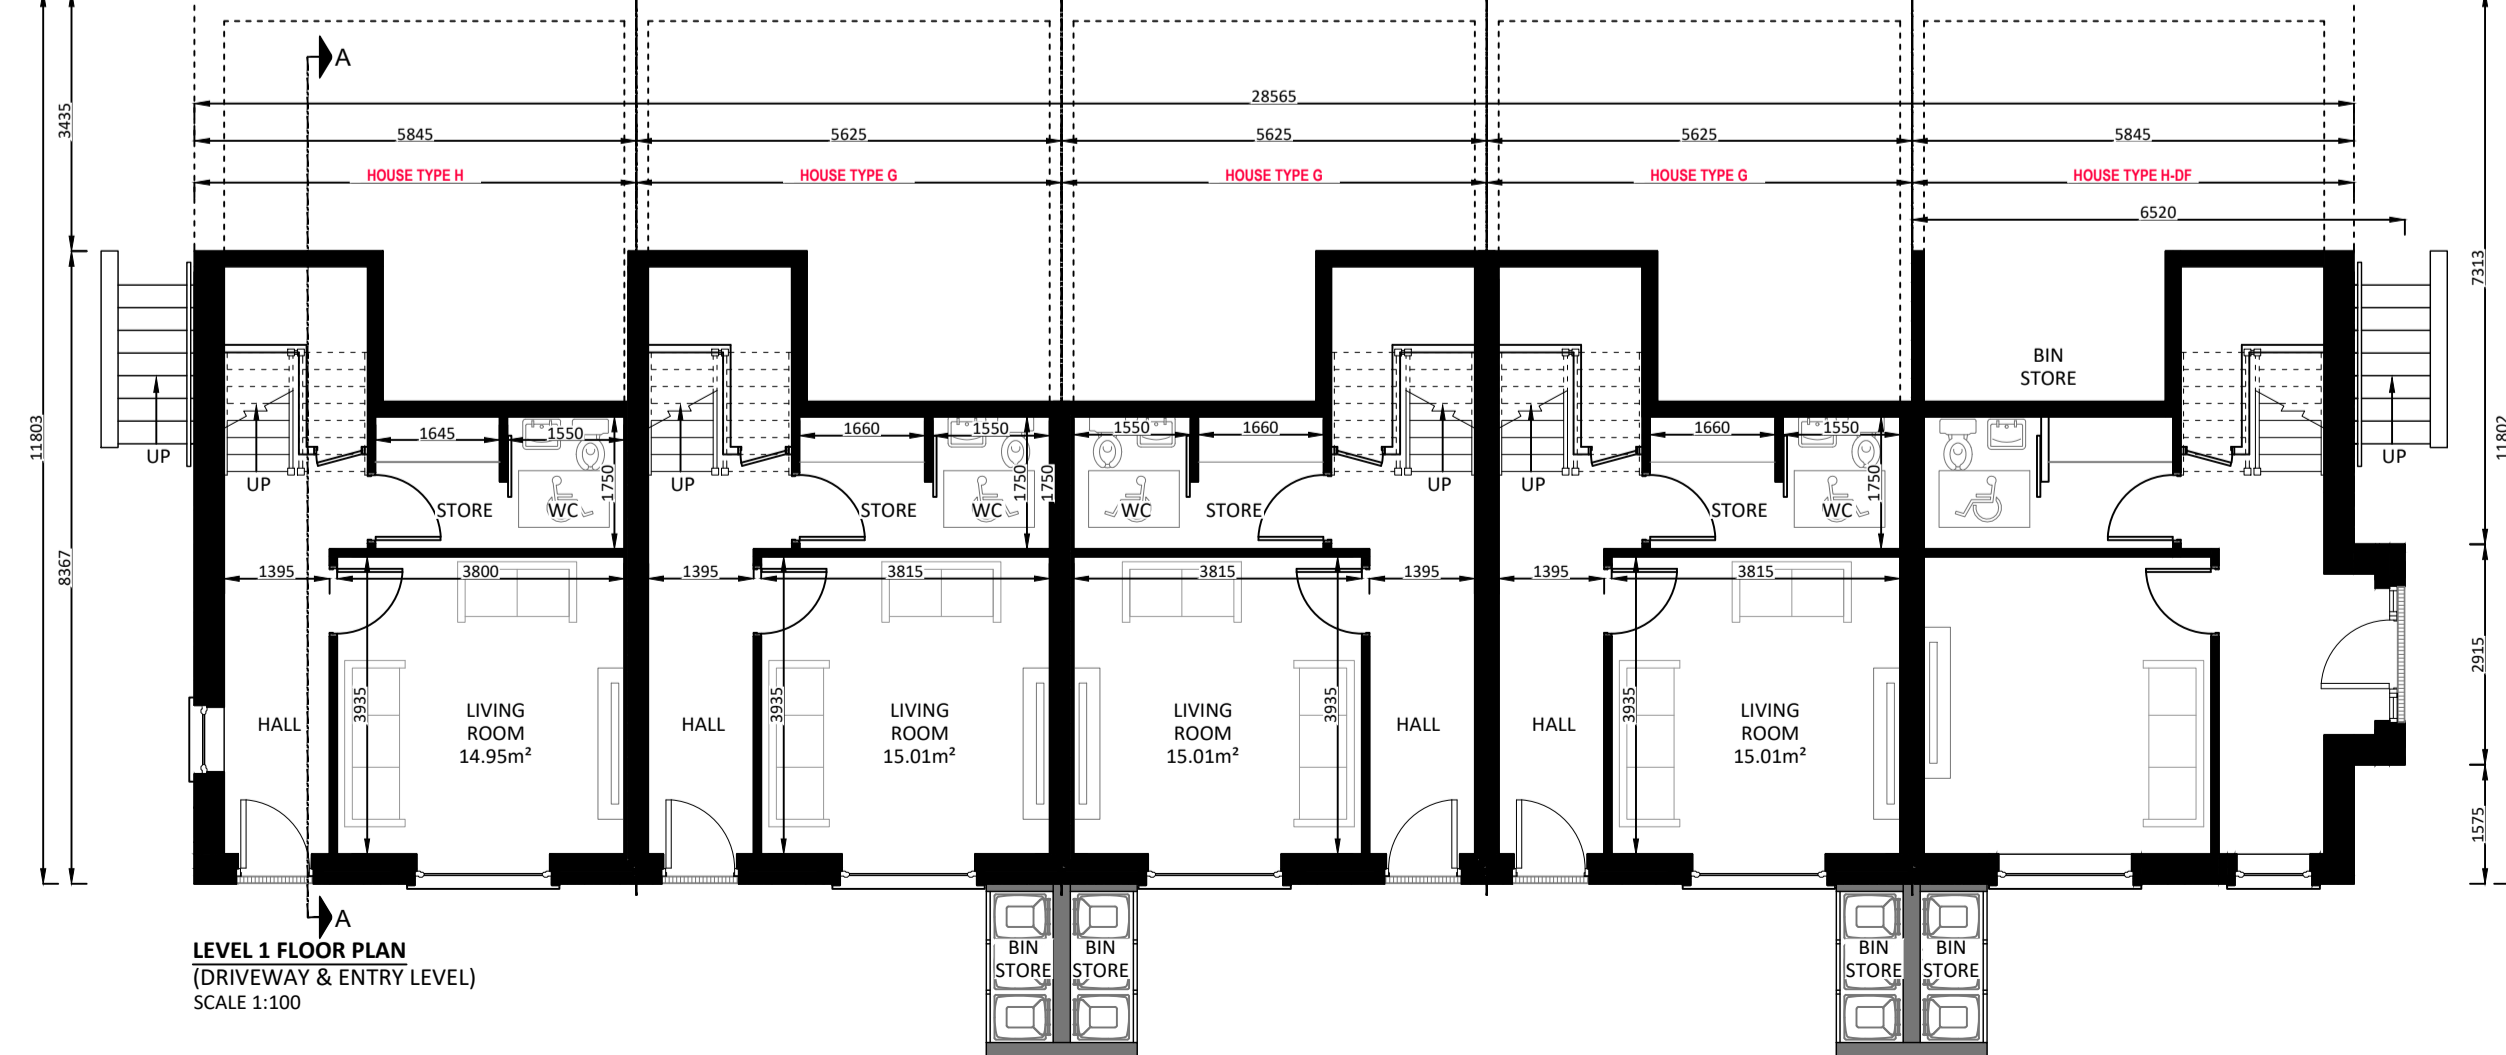 A
28565
5845
5625
5625
5625
5845
HOUSE TYPE H
HOUSE TYPE G
HOUSE TYPE G
HOUSE TYPE G
HOUSE TYPE H-DF
6520
3435
7313
11803
11802
8367
2915
1575
BIN
STORE
UP
UP
UP
UP
UP
UP
1645
1550
1660
1550
1550
1660
1660
1550
1750
1750
1750
1750
STORE
WC
STORE
WC
WC
STORE
STORE
WC
1395
3800
1395
3815
3815
1395
1395
3815
3935
3935
3935
3935
HALL
LIVING
ROOM
14.95m²
HALL
LIVING
ROOM
15.01m²
LIVING
ROOM
15.01m²
HALL
HALL
LIVING
ROOM
15.01m²
A
LEVEL 1 FLOOR PLAN
(DRIVEWAY & ENTRY LEVEL)
SCALE 1:100
BIN
STORE
BIN
STORE
BIN
STORE
BIN
STORE